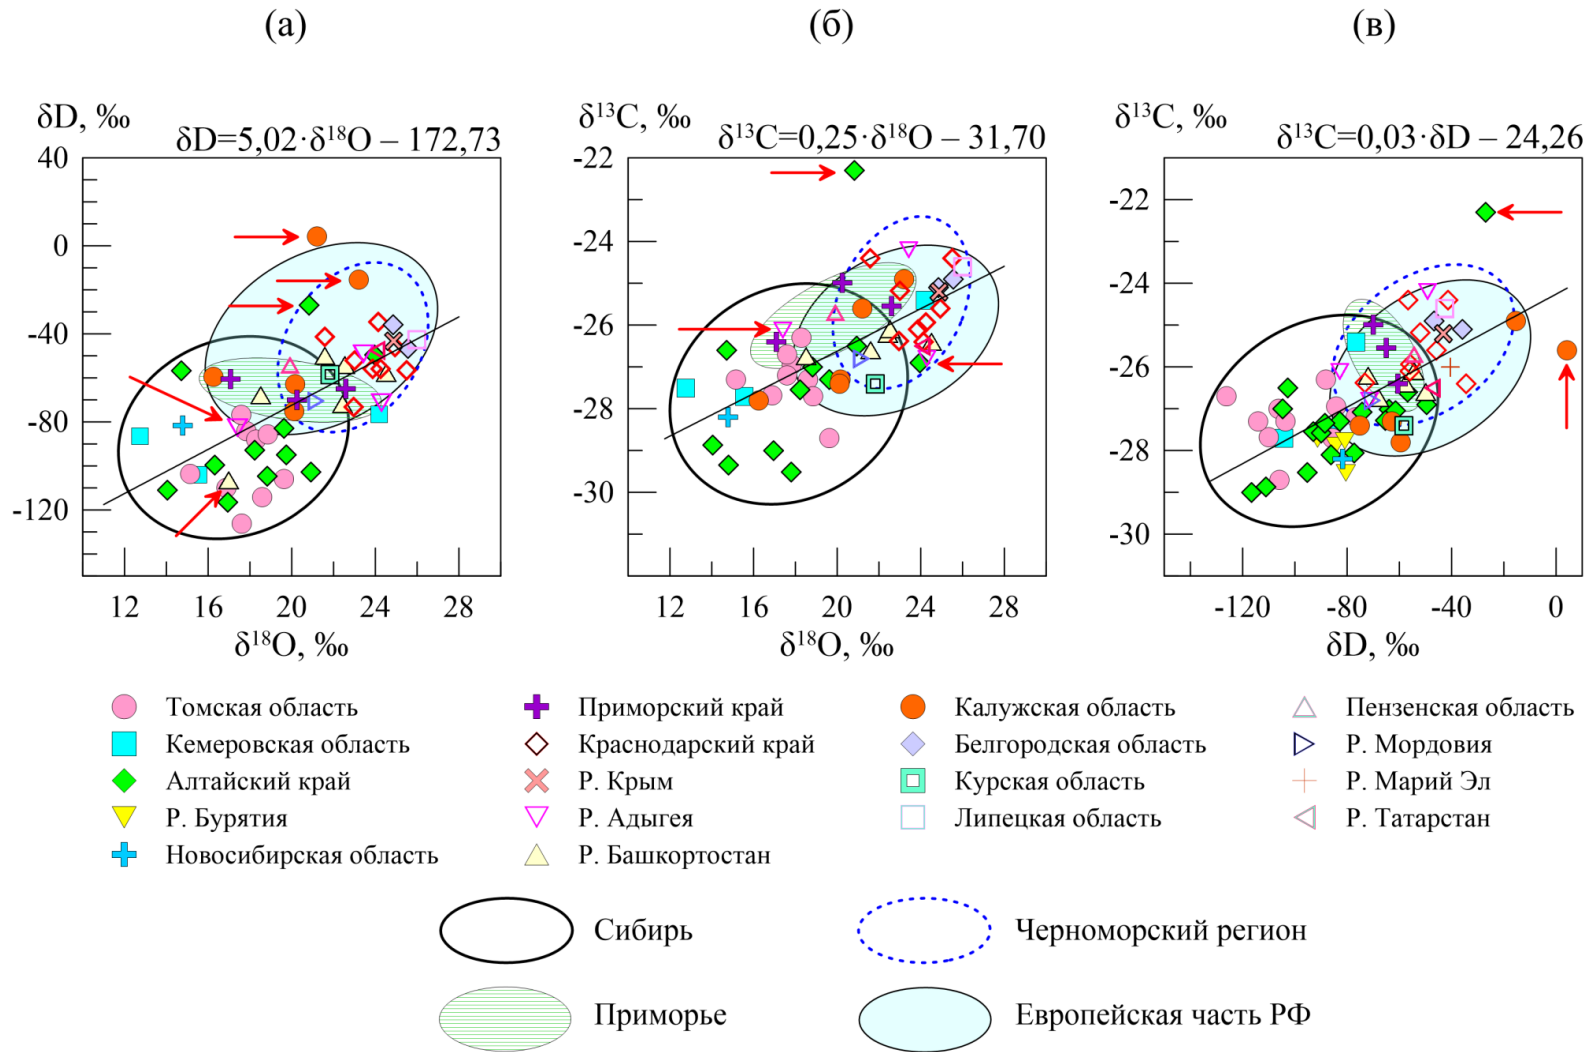 (а) (б) (в)
δD, ‰ δ¹³C, ‰ δ¹³C, ‰
δD=5,02·δ¹⁸O – 172,73 δ¹³C=0,25·δ¹⁸O – 31,70 δ¹³C=0,03·δD – 24,26
40
0
-40
-80
-120
12 16 20 24 28
δ¹⁸O, ‰
-22
-24
-26
-28
-30
12 16 20 24 28
δ¹⁸O, ‰
-22
-24
-26
-28
-30
-120 -80 -40 0
δD, ‰
Томская область Приморский край Калужская область Пензенская область
Кемеровская область Краснодарский край Белгородская область Р. Мордовия
Алтайский край Р. Крым Курская область Р. Марий Эл
Р. Бурятия Р. Адыгея Липецкая область Р. Татарстан
Новосибирская область Р. Башкортостан
Сибирь Черноморский регион
Приморье Европейская часть РФ